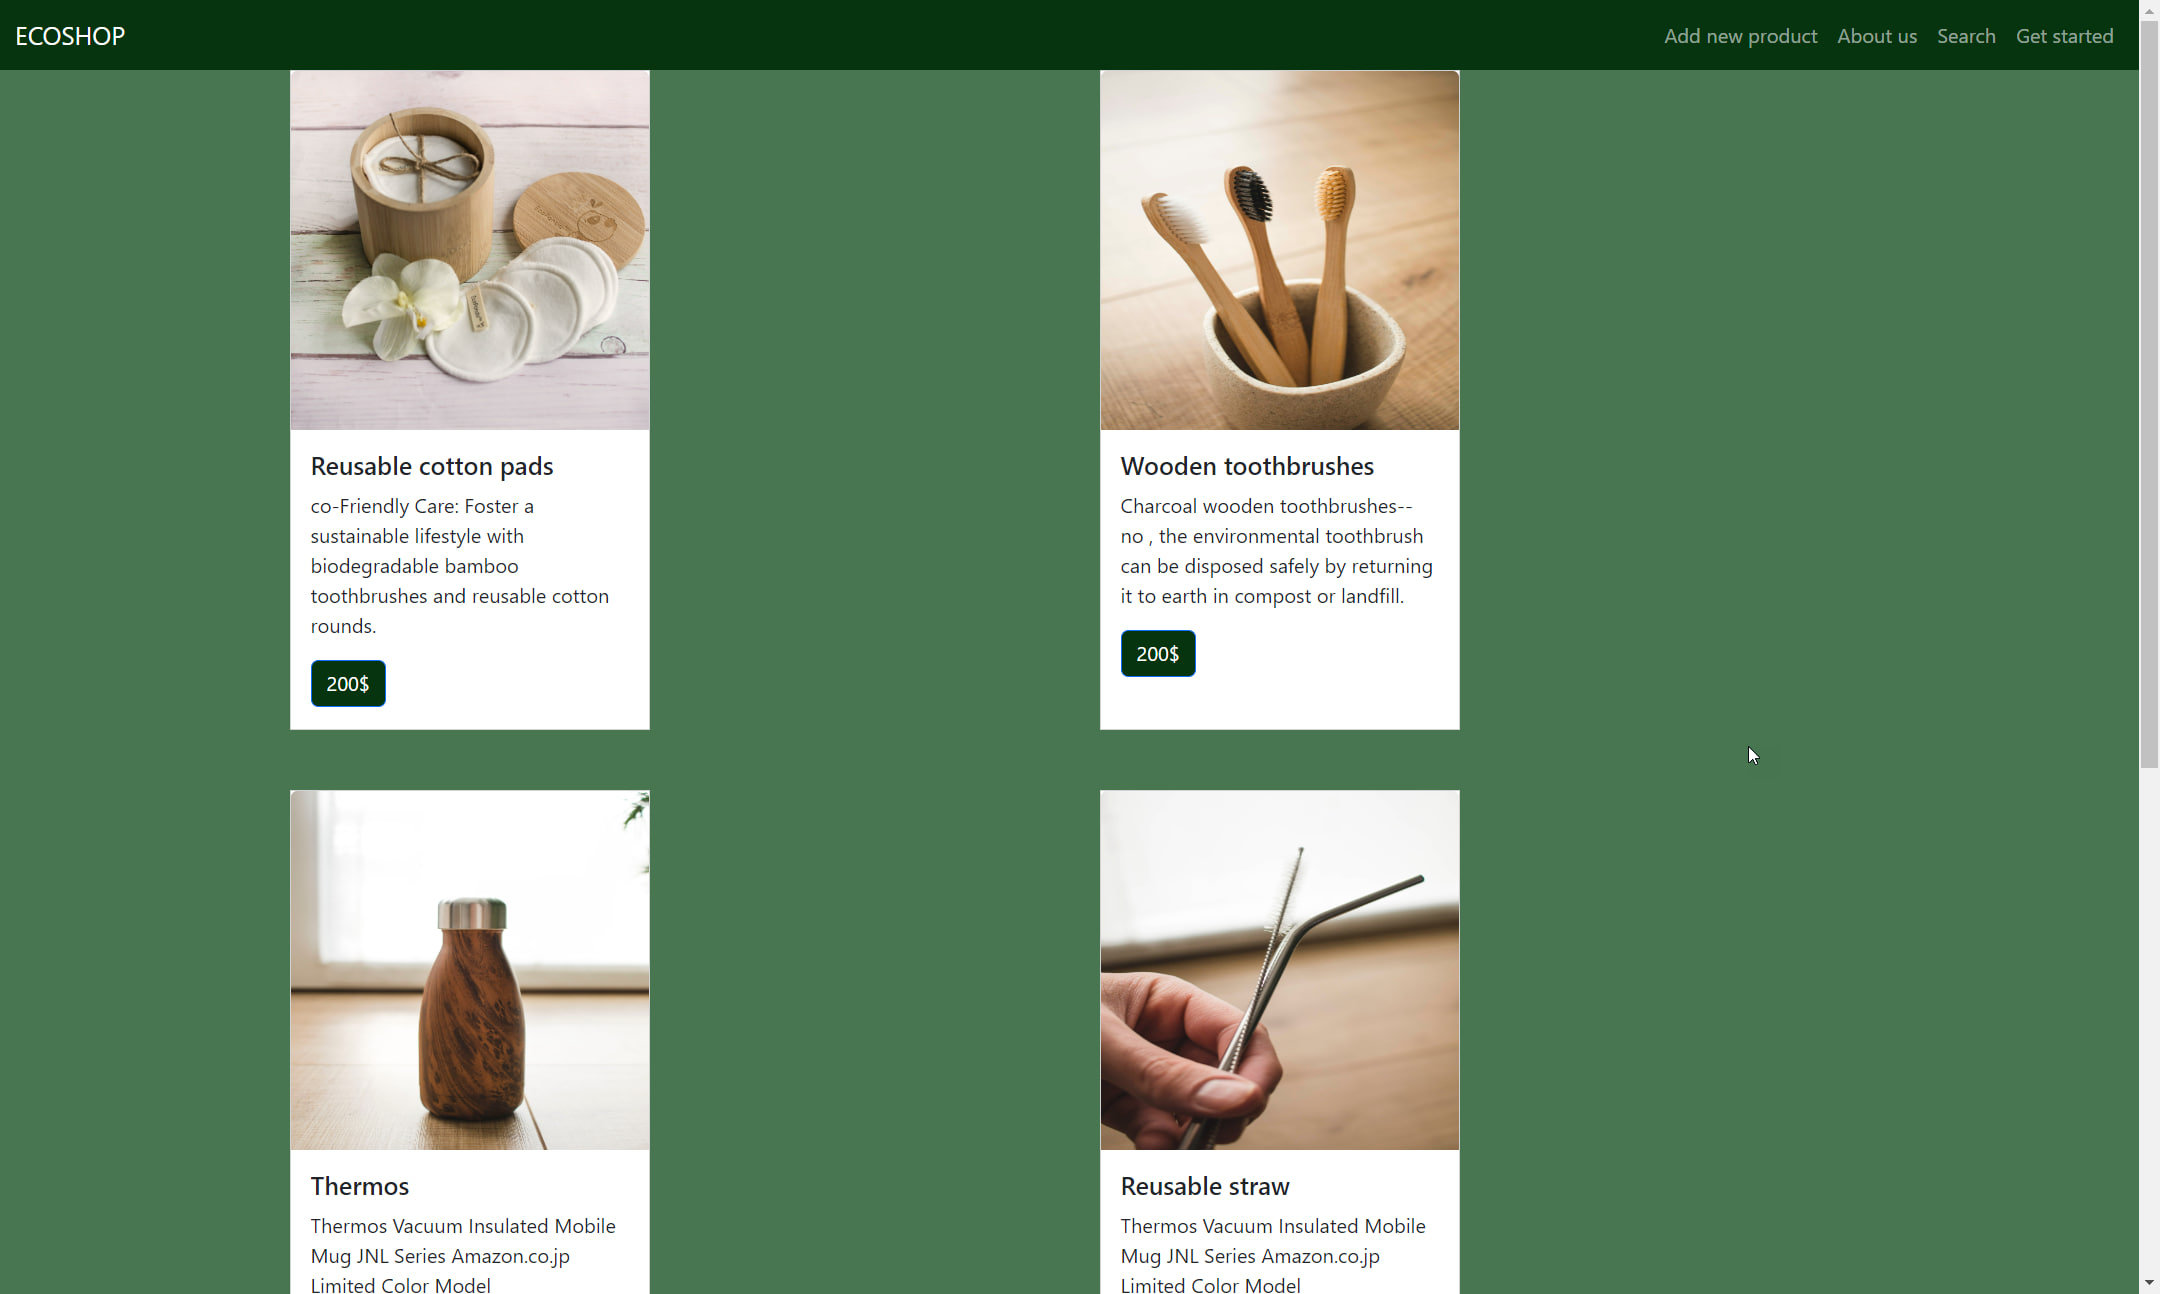 ECOSHOP
Add new product About us Search Get started
Reusable cotton pads
co-Friendly Care: Foster a
sustainable lifestyle with
biodegradable bamboo
toothbrushes and reusable cotton
rounds.
200$
Wooden toothbrushes
Charcoal wooden toothbrushes--
no , the environmental toothbrush
can be disposed safely by returning
it to earth in compost or landfill.
200$
Thermos
Thermos Vacuum Insulated Mobile
Mug JNL Series Amazon.co.jp
Limited Color Model
Reusable straw
Thermos Vacuum Insulated Mobile
Mug JNL Series Amazon.co.jp
Limited Color Model